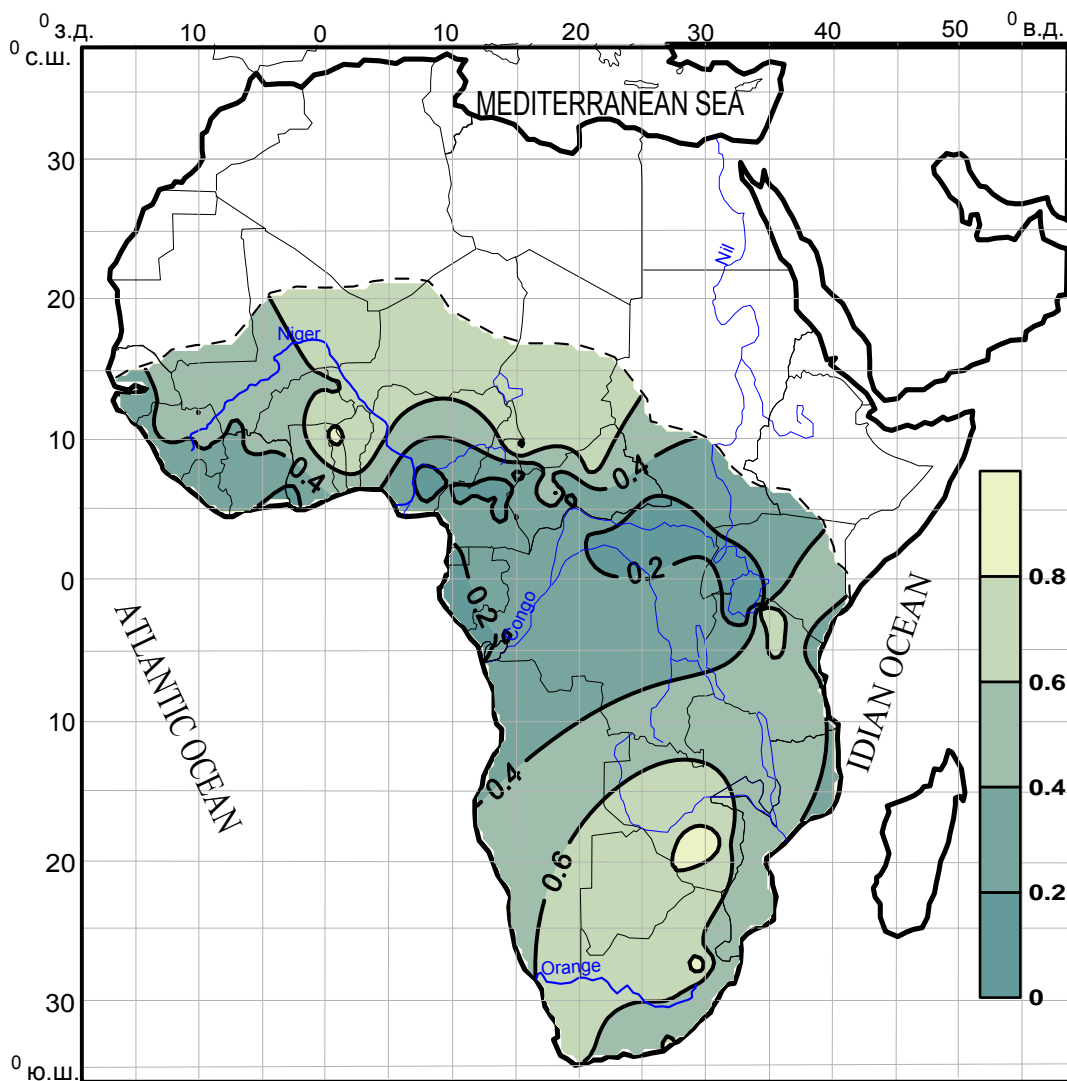 ⁰ з.д. 10 0 10 20 30 40 50 ⁰ в.д.
⁰ с.ш.
MEDITERRANEAN SEA
30
Nil
20
Niger
10
0.4
0.4
0.2
0
0.2
Congo
ATLANTIC OCEAN
IDIAN OCEAN
10
0.4
0.6
20
Orange
30
⁰ ю.ш.
0.8
0.6
0.4
0.2
0